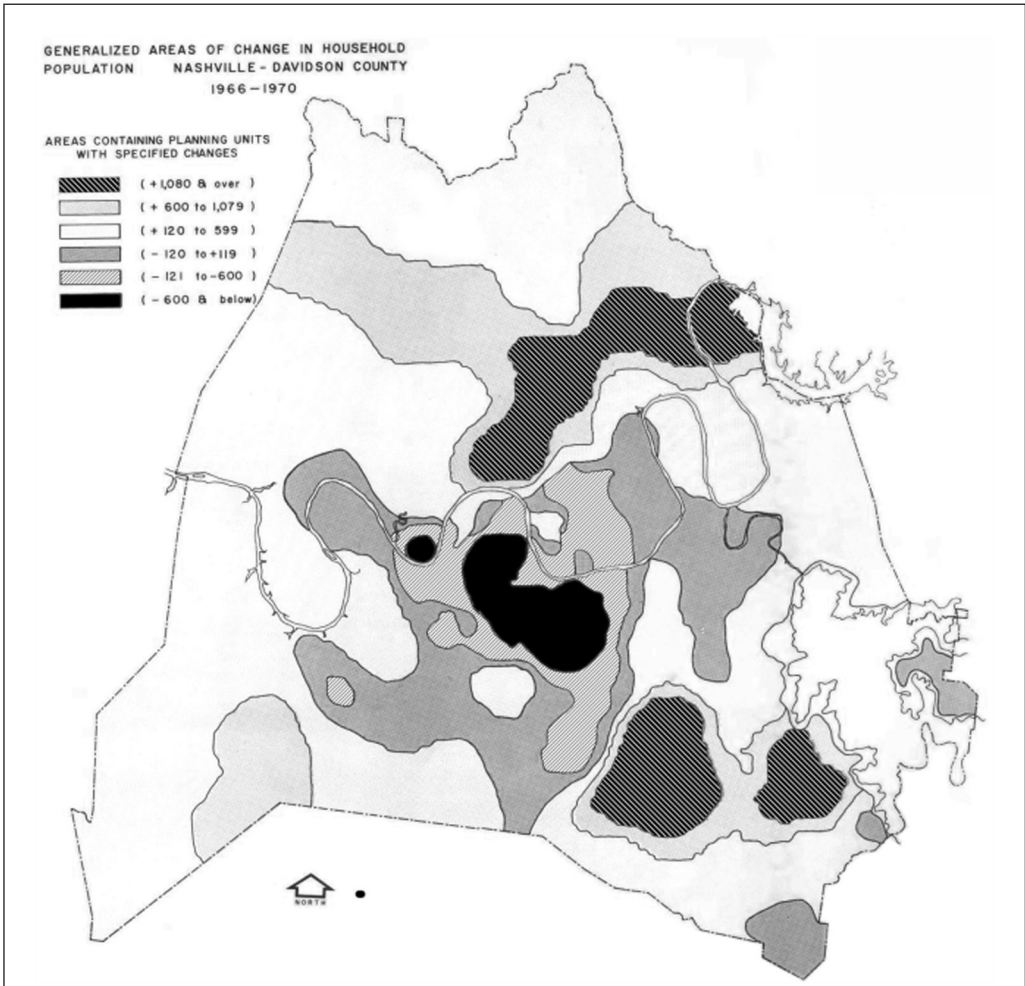 GENERALIZED AREAS OF CHANGE IN HOUSEHOLD
POPULATION NASHVILLE - DAVIDSON COUNTY
1966 - 1970
AREAS CONTAINING PLANNING UNITS
WITH SPECIFIED CHANGES
( +1,080 & over )
( + 600 to 1,079 )
( + 120 to 599 )
( - 120 to +119 )
( - 121 to -600 )
( - 600 & below )
NORTH